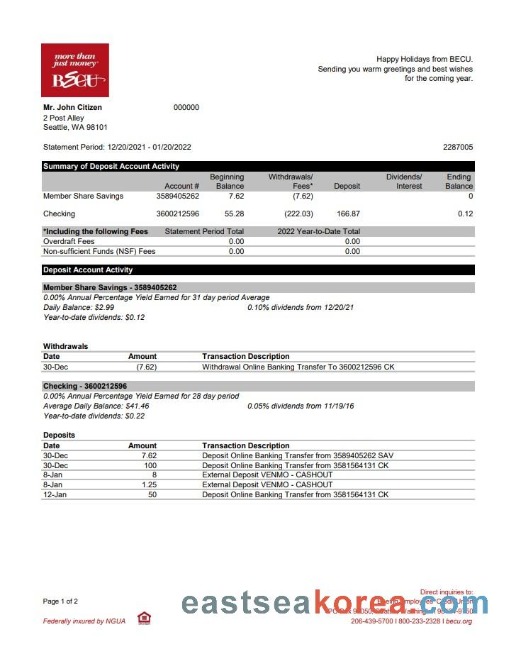 more than
just money
BECU
Happy Holidays from BECU.
Sending you warm greetings and best wishes
for the coming year.
Mr. John Citizen 000000
2 Post Alley
Seattle, WA 98101
Statement Period: 12/20/2021 - 01/20/2022 2287005
Summary of Deposit Account Activity
Account # Beginning Balance Withdrawals/ Fees* Deposit Dividends/ Interest Ending Balance
Member Share Savings 3589405262 7.62 (7.62) 0
Checking 3600212596 55.28 (222.03) 166.87 0.12
*Including the following Fees Statement Period Total 2022 Year-to-Date Total
Overdraft Fees 0.00 0.00
Non-sufficient Funds (NSF) Fees 0.00 0.00
Deposit Account Activity
Member Share Savings - 3589405262
0.00% Annual Percentage Yield Earned for 31 day period Average
Daily Balance: $2.99 0.10% dividends from 12/20/21
Year-to-date dividends: $0.12
Withdrawals
Date Amount Transaction Description
30-Dec (7.62) Withdrawal Online Banking Transfer To 3600212596 CK
Checking - 3600212596
0.00% Annual Percentage Yield Earned for 28 day period
Average Daily Balance: $41.46 0.05% dividends from 11/19/16
Year-to-date dividends: $0.22
Deposits
Date Amount Transaction Description
30-Dec 7.62 Deposit Online Banking Transfer from 3589405262 SAV
30-Dec 100 Deposit Online Banking Transfer from 3581564131 CK
8-Jan 8 External Deposit VENMO - CASHOUT
8-Jan 1.25 External Deposit VENMO - CASHOUT
12-Jan 50 Deposit Online Banking Transfer from 3581564131 CK
Direct inquiries to:
Page 1 of 2
eastseakorea.com
Federally insured by NGUA 206-439-5700 I 800-233-2328 I becu.org